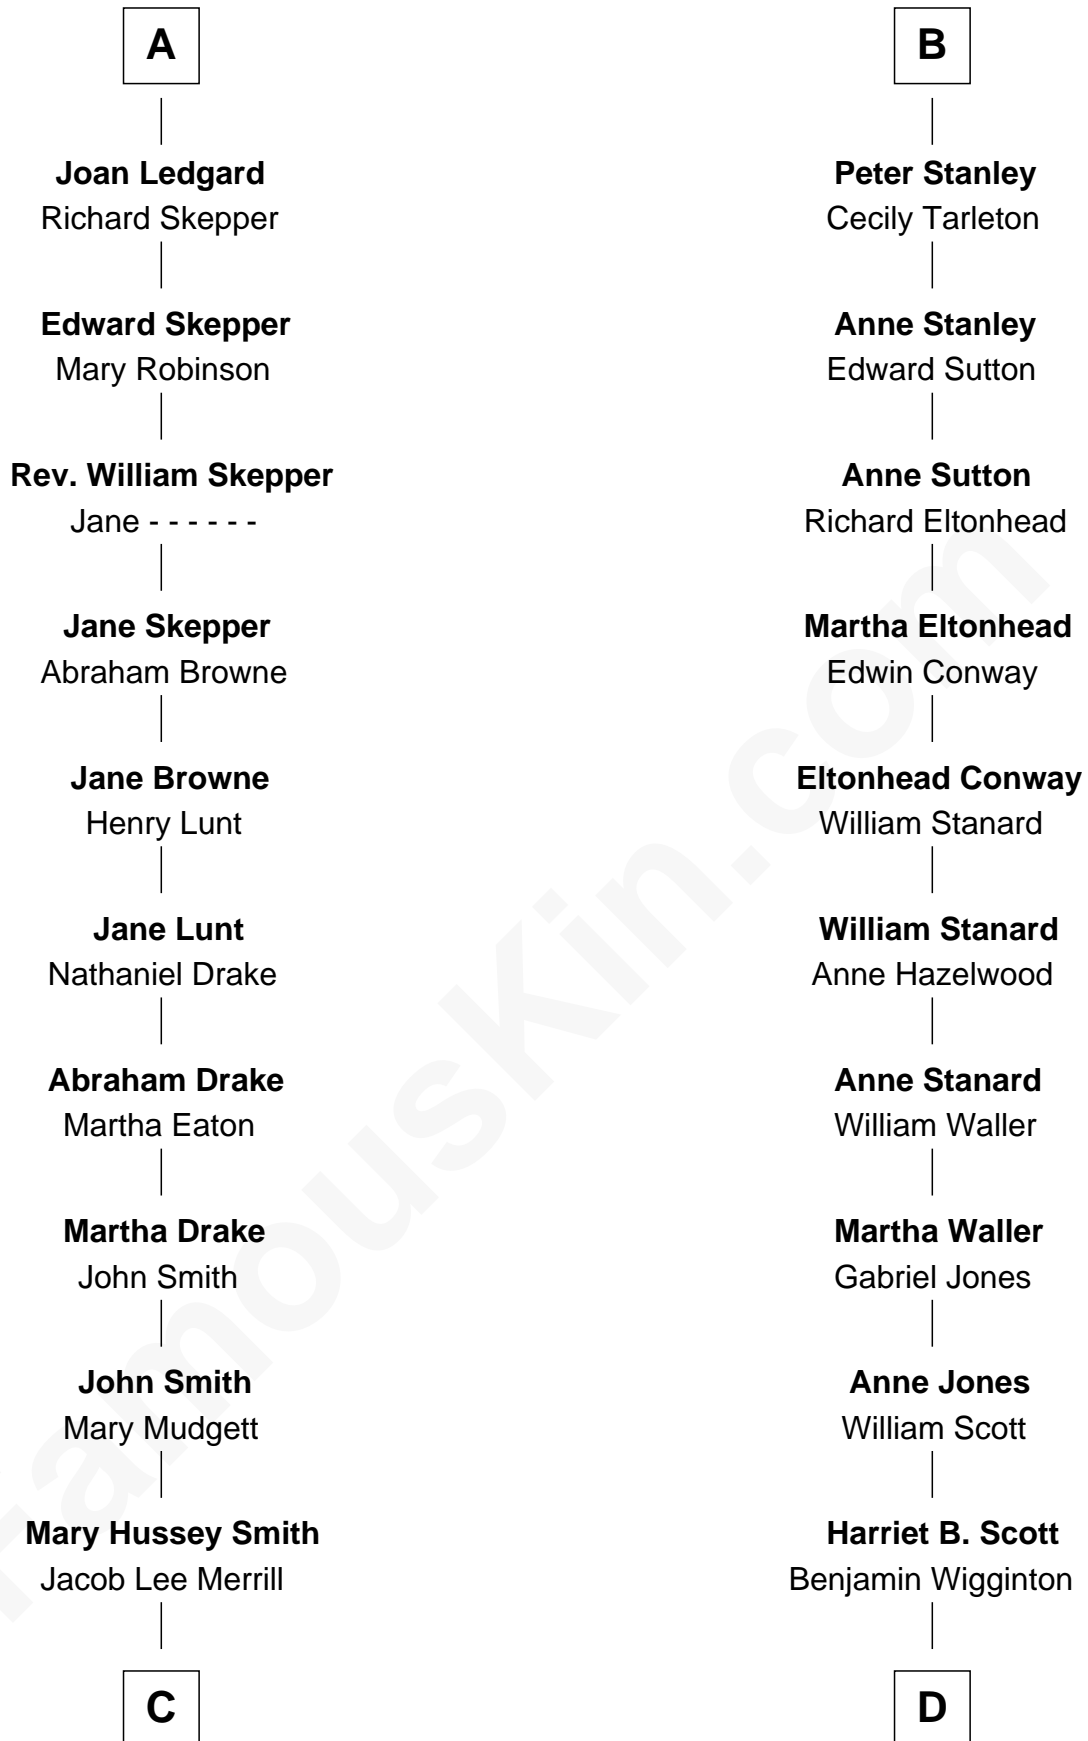 A
Joan Ledgard
Richard Skepper
Edward Skepper
Mary Robinson
Rev. William Skepper
Jane - - - - - -
Jane Skepper
Abraham Browne
Jane Browne
Henry Lunt
Jane Lunt
Nathaniel Drake
Abraham Drake
Martha Eaton
Martha Drake
John Smith
John Smith
Mary Mudgett
Mary Hussey Smith
Jacob Lee Merrill
C
B
Peter Stanley
Cecily Tarleton
Anne Stanley
Edward Sutton
Anne Sutton
Richard Eltonhead
Martha Eltonhead
Edwin Conway
Eltonhead Conway
William Stanard
William Stanard
Anne Hazelwood
Anne Stanard
William Waller
Martha Waller
Gabriel Jones
Anne Jones
William Scott
Harriet B. Scott
Benjamin Wigginton
D
FamousKin.com